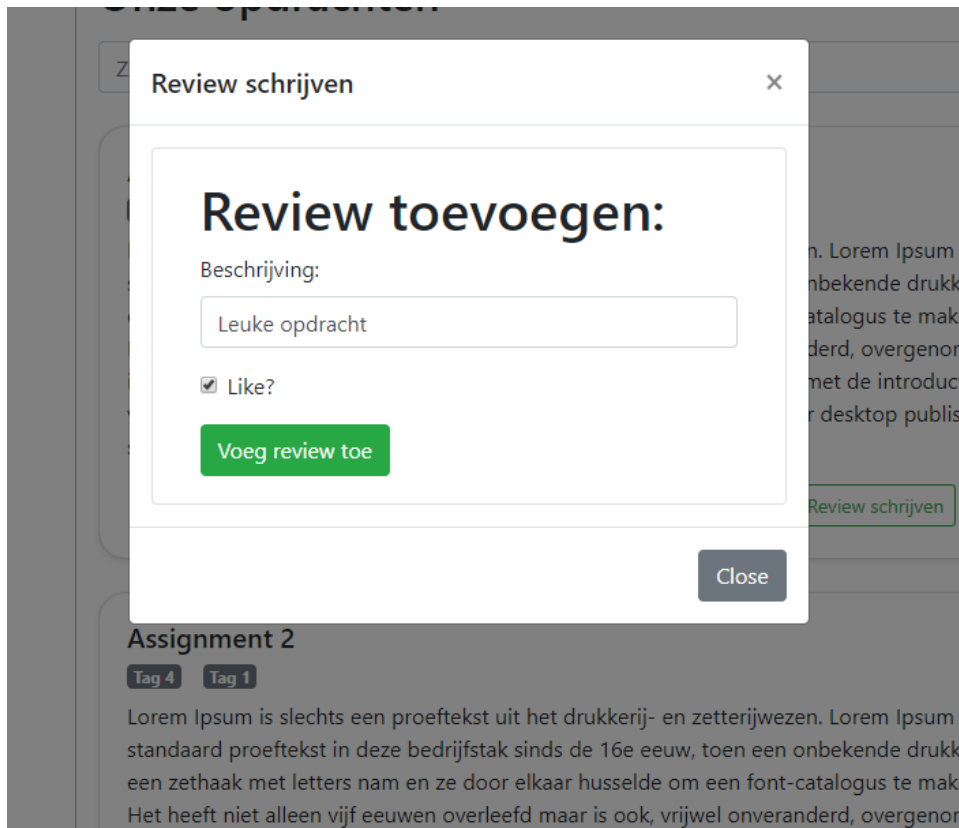 Onze opdrachten
Z
Review schrijven ×
Review toevoegen:
Beschrijving:
Leuke opdracht
Like?
Voeg review toe
Close
n. Lorem Ipsum
nbekende drukk
atalogus te mak
derd, overgenor
met de introduc
r desktop publis
Review schrijven
Assignment 2
Tag 4 Tag 1
Lorem Ipsum is slechts een proeftekst uit het drukkerij- en zetterijwezen. Lorem Ipsum
standaard proeftekst in deze bedrijfstak sinds de 16e eeuw, toen een onbekende drukk
een zethaak met letters nam en ze door elkaar husselde om een font-catalogus te mak
Het heeft niet alleen vijf eeuwen overleefd maar is ook, vrijwel onveranderd, overgenor